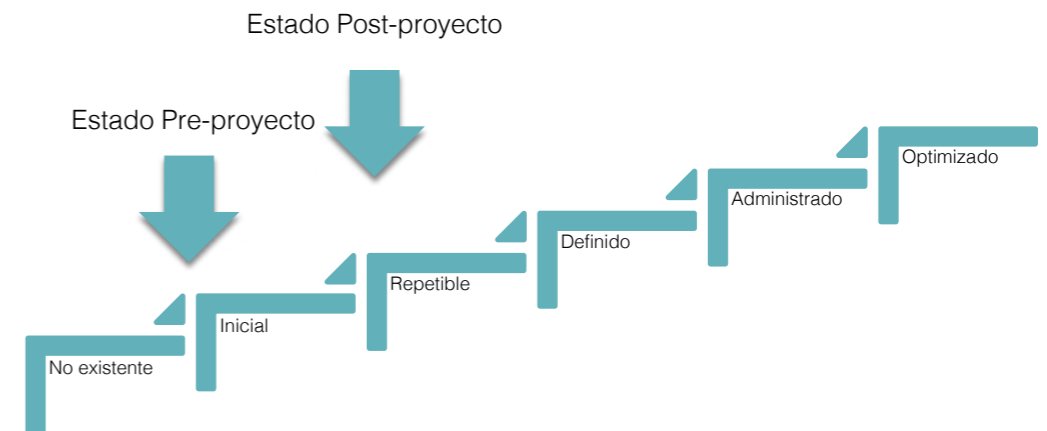 Estado Post-proyecto
Estado Pre-proyecto
Optimizado
Administrado
Definido
Repetible
Inicial
No existente